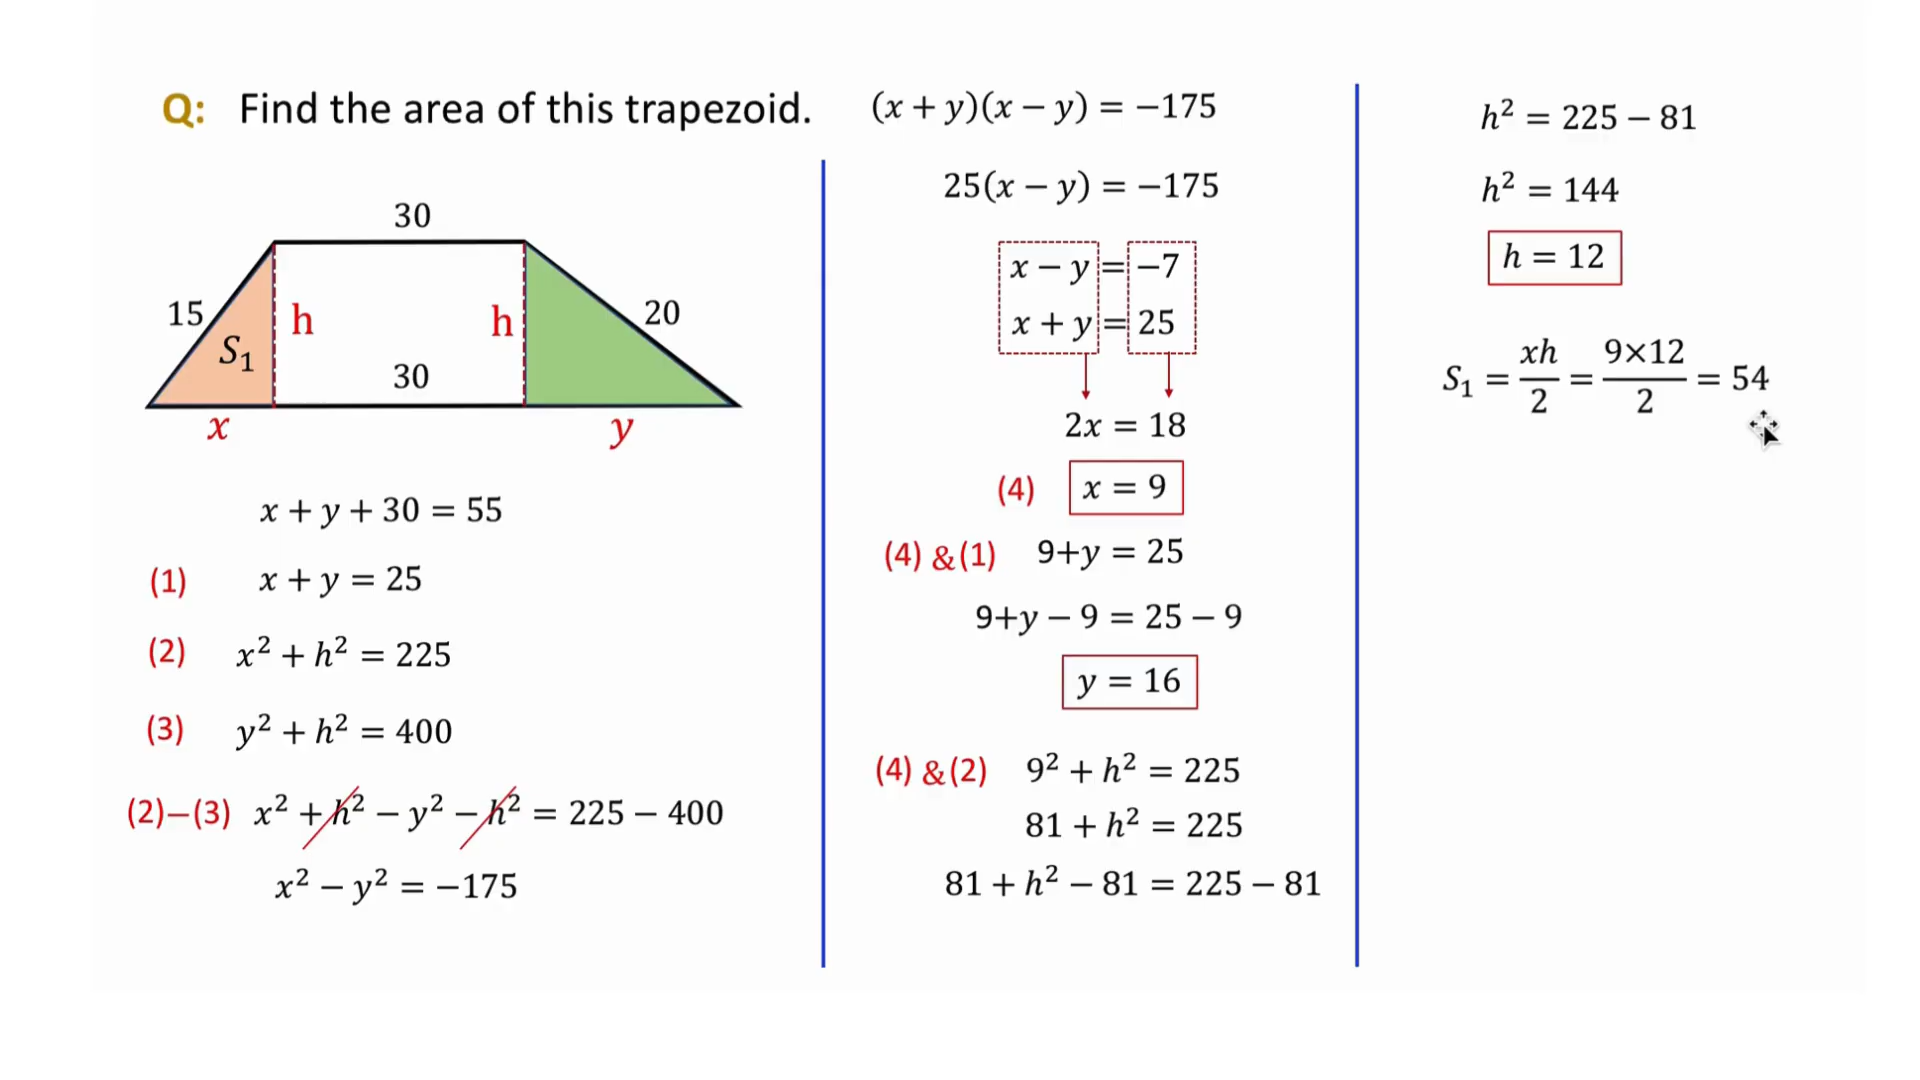 Q: Find the area of this trapezoid.
30
15
h
h
20
S₁
30
x
y
x + y + 30 = 55
(1) x + y = 25
(2) x² + h² = 225
(3) y² + h² = 400
(2)−(3) x² + h² − y² − h² = 225 − 400
x² − y² = −175
(x + y)(x − y) = −175
25(x − y) = −175
x − y = −7
x + y = 25
2x = 18
(4) x = 9
(4) & (1) 9+y = 25
9+y − 9 = 25 − 9
y = 16
(4) & (2) 9² + h² = 225
81 + h² = 225
81 + h² − 81 = 225 − 81
h² = 225 − 81
h² = 144
h = 12
S₁ = xh/2 = 9×12/2 = 54